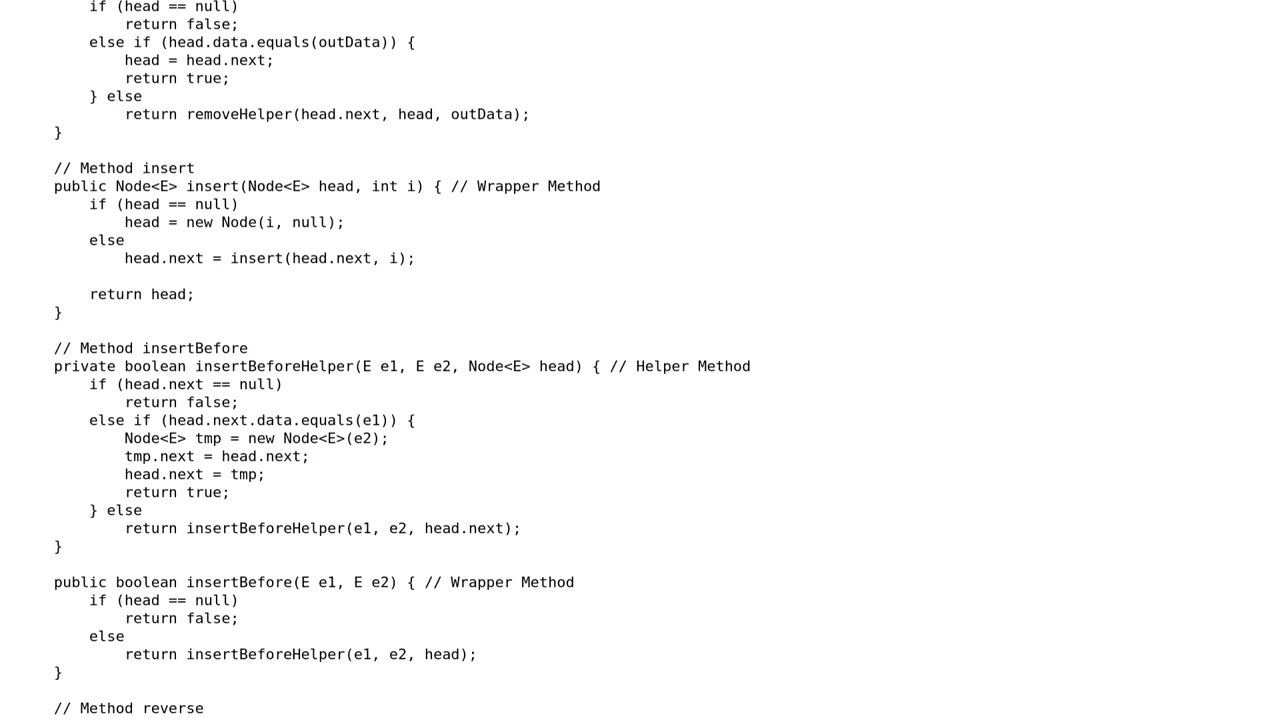 if (head == null)
return false;
else if (head.data.equals(outData)) {
head = head.next;
return true;
} else
return removeHelper(head.next, head, outData);
}
// Method insert
public Node<E> insert(Node<E> head, int i) { // Wrapper Method
if (head == null)
head = new Node(i, null);
else
head.next = insert(head.next, i);
return head;
}
// Method insertBefore
private boolean insertBeforeHelper(E e1, E e2, Node<E> head) { // Helper Method
if (head.next == null)
return false;
else if (head.next.data.equals(e1)) {
Node<E> tmp = new Node<E>(e2);
tmp.next = head.next;
head.next = tmp;
return true;
} else
return insertBeforeHelper(e1, e2, head.next);
}
public boolean insertBefore(E e1, E e2) { // Wrapper Method
if (head == null)
return false;
else
return insertBeforeHelper(e1, e2, head);
}
// Method reverse